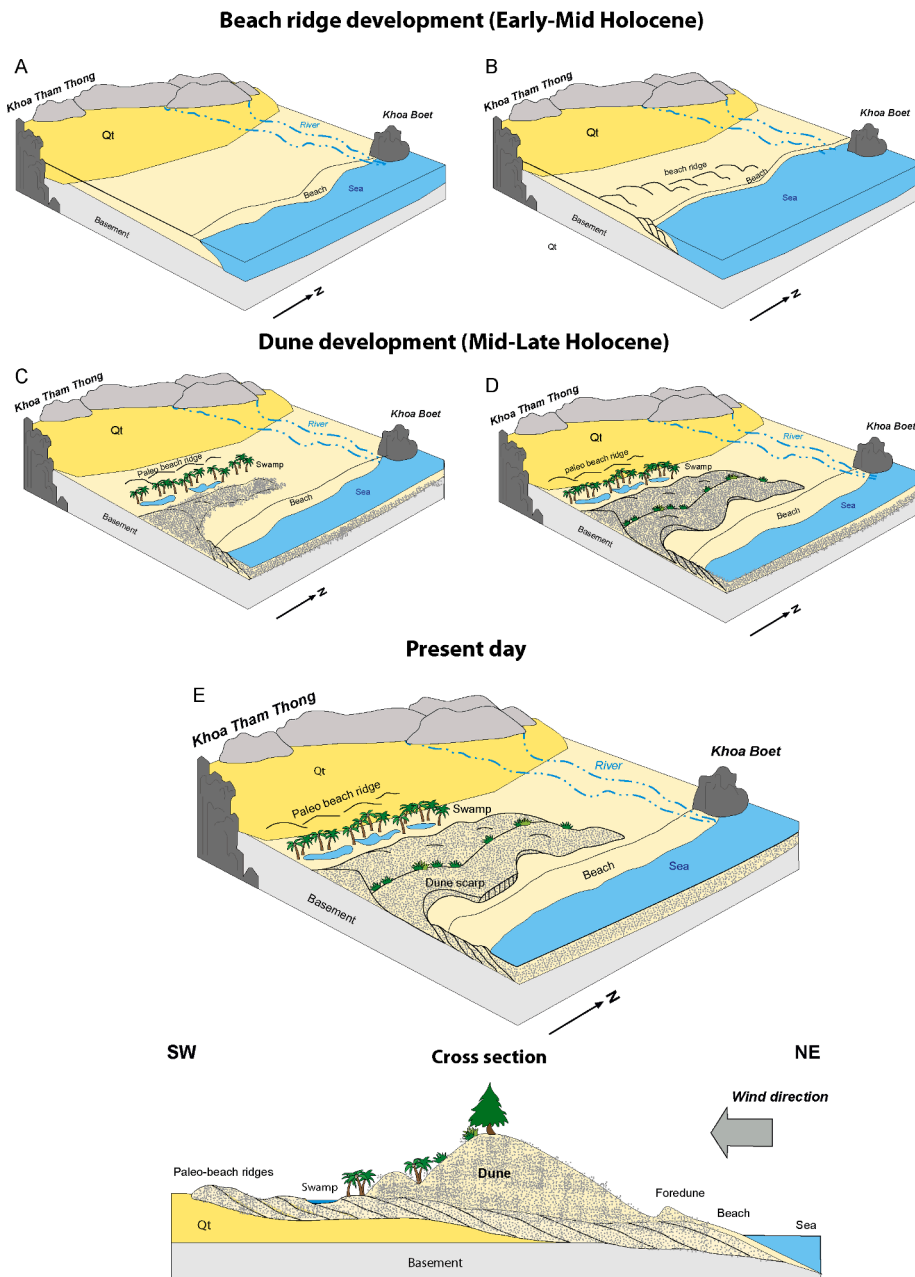 Beach ridge development (Early-Mid Holocene)
A
Khoa Tham Thong
Qt
River
Khoa Boet
Beach
Sea
Basement
N
B
Khoa Tham Thong
Qt
River
Khoa Boet
beach ridge
Beach
Sea
Basement
Qt
N
Dune development (Mid-Late Holocene)
C
Khoa Tham Thong
Qt
River
Khoa Boet
Paleo beach ridge
Swamp
Beach
Sea
Basement
N
D
Khoa Tham Thong
Qt
River
Khoa Boet
paleo beach ridge
Swamp
Beach
Sea
Basement
N
Present day
E
Khoa Tham Thong
Qt
River
Khoa Boet
Paleo beach ridge
Swamp
Dune scarp
Beach
Sea
Basement
N
SW
Cross section
NE
Wind direction
Paleo-beach ridges
Swamp
Dune
Foredune
Beach
Sea
Qt
Basement